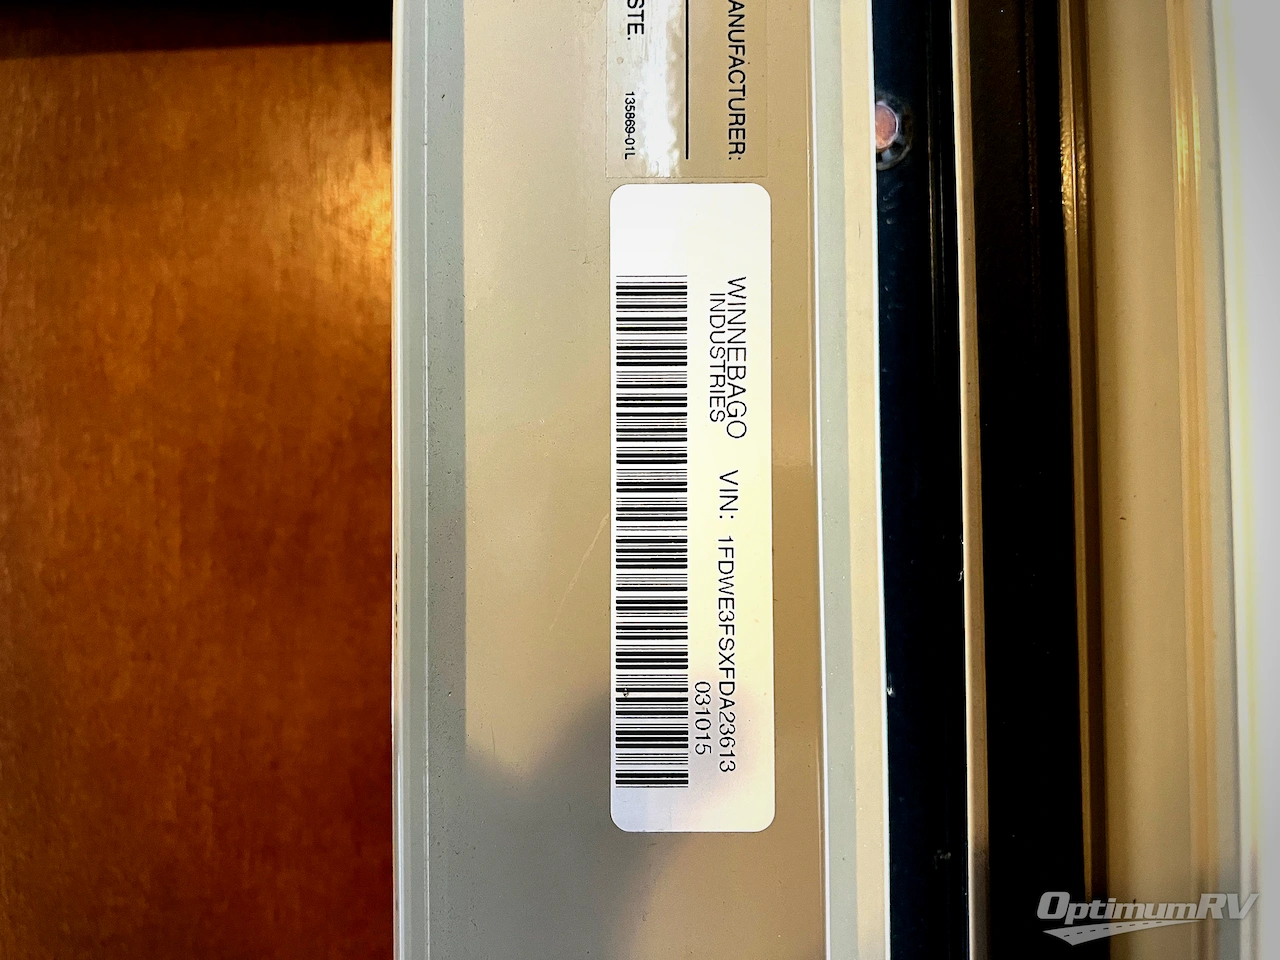 ANUFACTURER:
STE.
135869-01L
WINNEBAGO
INDUSTRIES
VIN: 1FDWE3FSXFDA23613
031015
OptimumRV